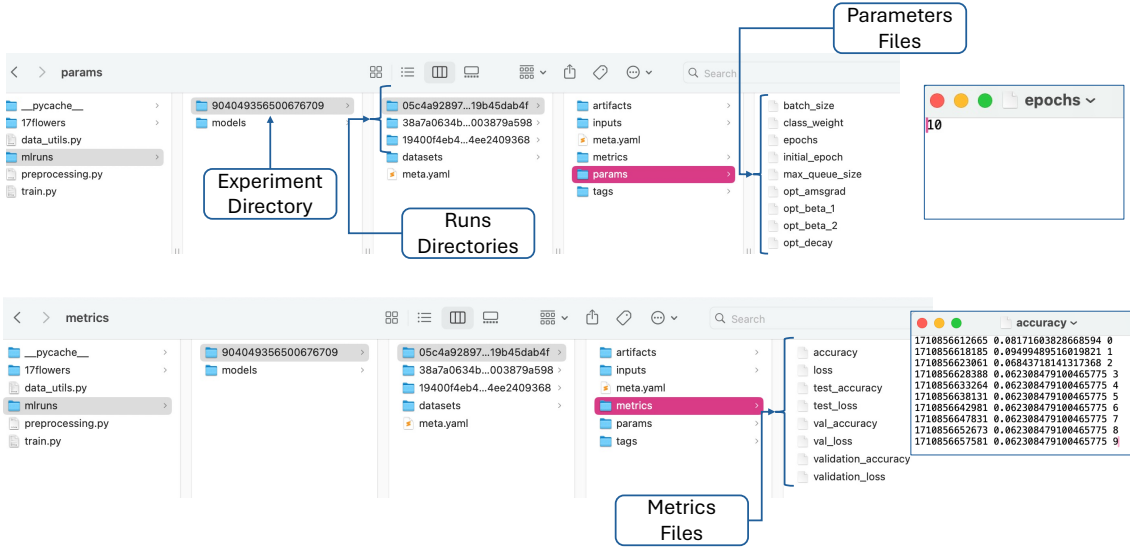 Parameters
Files
params
Search
__pycache__
17flowers
data_utils.py
mlruns
preprocessing.py
train.py
904049356500676709
models
05c4a92897...19b45dab4f
38a7a0634b...003879a598
19400f4eb4...4ee2409368
datasets
meta.yaml
artifacts
inputs
meta.yaml
metrics
params
tags
batch_size
class_weight
epochs
initial_epoch
max_queue_size
opt_amsgrad
opt_beta_1
opt_beta_2
opt_decay
epochs
10
Experiment
Directory
Runs
Directories
metrics
Search
__pycache__
17flowers
data_utils.py
mlruns
preprocessing.py
train.py
904049356500676709
models
05c4a92897...19b45dab4f
38a7a0634b...003879a598
19400f4eb4...4ee2409368
datasets
meta.yaml
artifacts
inputs
meta.yaml
metrics
params
tags
accuracy
loss
test_accuracy
test_loss
val_accuracy
val_loss
validation_accuracy
validation_loss
accuracy
1710856612665 0.08171603828668594 0
1710856618185 0.09499489516019821 1
1710856623061 0.06843718141317368 2
1710856628388 0.062308479100465775 3
1710856633264 0.062308479100465775 4
1710856638131 0.062308479100465775 5
1710856642981 0.062308479100465775 6
1710856647831 0.062308479100465775 7
1710856652673 0.062308479100465775 8
1710856657581 0.062308479100465775 9
Metrics
Files